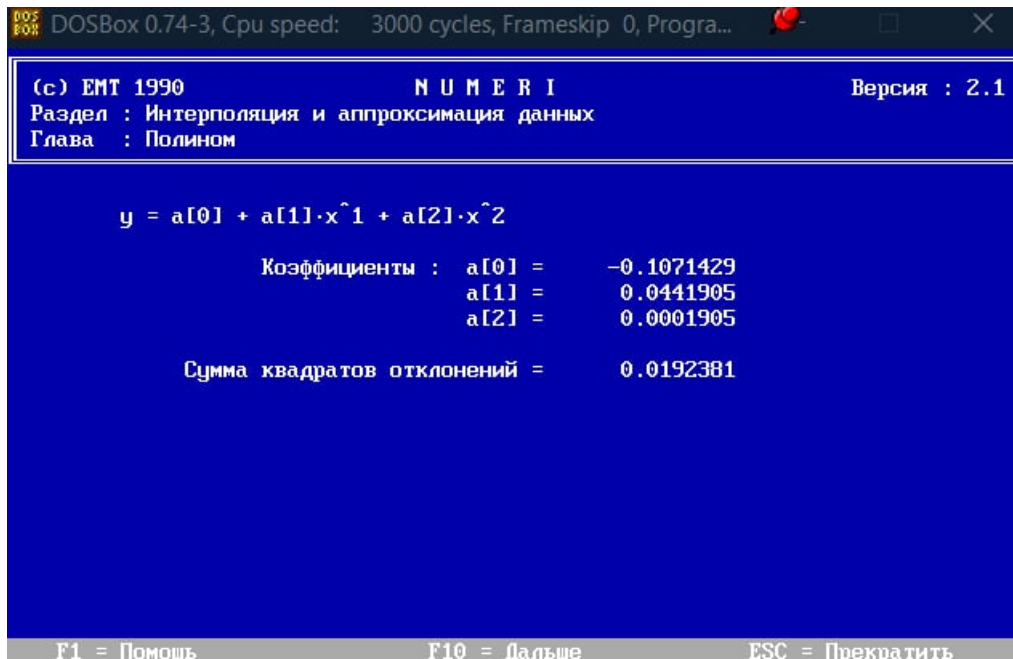 DOS BOX DOSBox 0.74-3, Cpu speed: 3000 cycles, Frameskip 0, Progra...
(c) EMT 1990 N U M E R I Версия : 2.1
Раздел : Интерполяция и аппроксимация данных
Глава : Полином
y = a[0] + a[1]·x^1 + a[2]·x^2
Коэффициенты : a[0] = -0.1071429
a[1] = 0.0441905
a[2] = 0.0001905
Сумма квадратов отклонений = 0.0192381
F1 = Помощь F10 = Дальше ESC = Прекратить